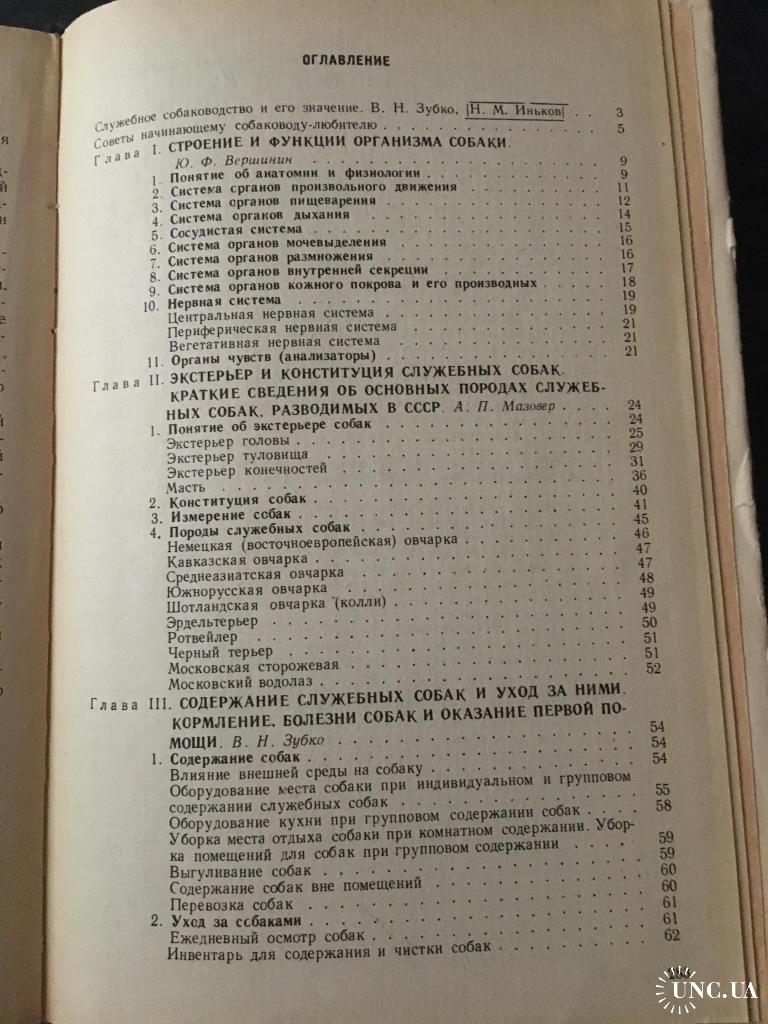 ОГЛАВЛЕНИЕ
Служебное собаководство и его значение. В. Н. Зубко, Н. М. Иньков . . 3
Советы начинающему собаководу-любителю . . . . . . . . . . 5
Глава I. СТРОЕНИЕ И ФУНКЦИИ ОРГАНИЗМА СОБАКИ.
Ю. Ф. Вершинин . . . . . . . . . . 9
1. Понятие об анатомии и физиологии . . . . . . . . . . 9
2. Система срганов произвольного движения . . . . . . . . 11
3. Система органов пищеварения . . . . . . . . . . 12
4. Система органов дыхания . . . . . . . . . . 14
5. Сосудистая система . . . . . . . . . . 15
6. Система органов мочевыделения . . . . . . . . . . 16
7. Система органов размножения . . . . . . . . . . 16
8. Система органов внутренней секреции . . . . . . . . . . 17
9. Система органов кожного покрова и его производных . . . . . 18
10. Нервная система . . . . . . . . . . 19
Центральная нервная система . . . . . . . . . . 19
Периферическая нервная система . . . . . . . . . . 21
Вегетативная нервная система . . . . . . . . . . 21
11. Органы чувств (анализаторы) . . . . . . . . . . 21
Глава II. ЭКСТЕРЬЕР И КОНСТИТУЦИЯ СЛУЖЕБНЫХ СОБАК.
КРАТКИЕ СВЕДЕНИЯ ОБ ОСНОВНЫХ ПОРОДАХ СЛУЖЕБ-
НЫХ СОБАК, РАЗВОДИМЫХ В СССР. А. П. Мазовер . . . . 24
1. Понятие об экстерьере собак . . . . . . . . . . 24
Экстерьер головы . . . . . . . . . . 25
Экстерьер туловища . . . . . . . . . . 29
Экстерьер конечностей . . . . . . . . . . 31
Масть . . . . . . . . . . 36
2. Конституция собак . . . . . . . . . . 40
3. Измерение собак . . . . . . . . . . 41
4. Породы служебных собак . . . . . . . . . . 45
Немецкая (восточноевропейская) овчарка . . . . . . . . 46
Кавказская овчарка . . . . . . . . . . 47
Среднеазиатская овчарка . . . . . . . . . . 47
Южнорусская овчарка . . . . . . . . . . 48
Шотландская овчарка (колли) . . . . . . . . . . 49
Эрдельтерьер . . . . . . . . . . 49
Ротвейлер . . . . . . . . . . 50
Черный терьер . . . . . . . . . . 51
Московская сторожевая . . . . . . . . . . 51
Московский водолаз . . . . . . . . . . 52
Глава III. СОДЕРЖАНИЕ СЛУЖЕБНЫХ СОБАК И УХОД ЗА НИМИ.
КОРМЛЕНИЕ, БОЛЕЗНИ СОБАК И ОКАЗАНИЕ ПЕРВОЙ ПО-
МОЩИ. В. Н. Зубко . . . . . . . . . . 54
1. Содержание собак . . . . . . . . . . 54
Влияние внешней среды на собаку . . . . . . . . . . 54
Оборудование места собаки при индивидуальном и групповом
содержании служебных собак . . . . . . . . . . 55
Оборудование кухни при групповом содержании собак . . . . 58
Уборка места отдыха собаки при комнатном содержании. Убор-
ка помещений для собак при групповом содержании . . . . 59
Выгуливание собак . . . . . . . . . . 59
Содержание собак вне помещений . . . . . . . . . . 60
Перевозка собак . . . . . . . . . . 60
2. Уход за ссбаками . . . . . . . . . . 61
Ежедневный осмотр собак . . . . . . . . . . 61
Инвентарь для содержания и чистки собак . . . . . . . . 62
UNC.UA